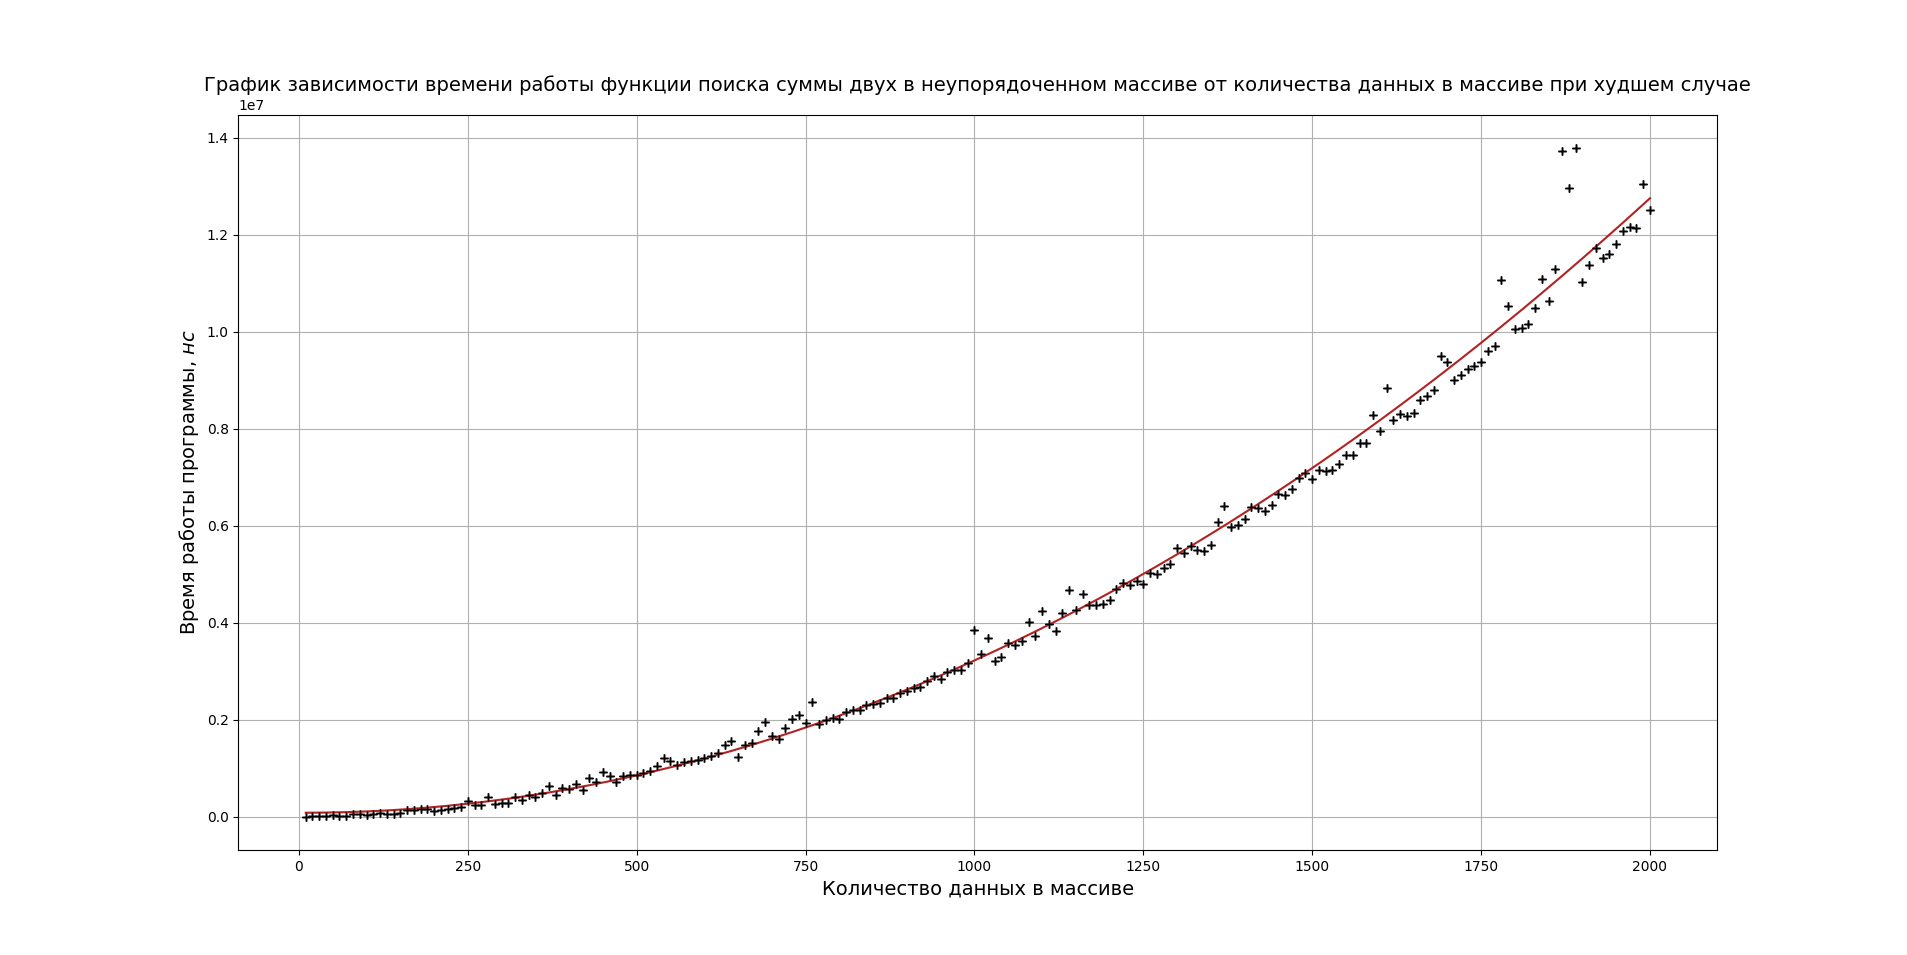 График зависимости времени работы функции поиска суммы двух в неупорядоченном массиве от количества данных в массиве при худшем случае
1e7
1.4
1.2
1.0
0.8
0.6
0.4
0.2
0.0
Время работы программы, нс
0 250 500 750 1000 1250 1500 1750 2000
Количество данных в массиве